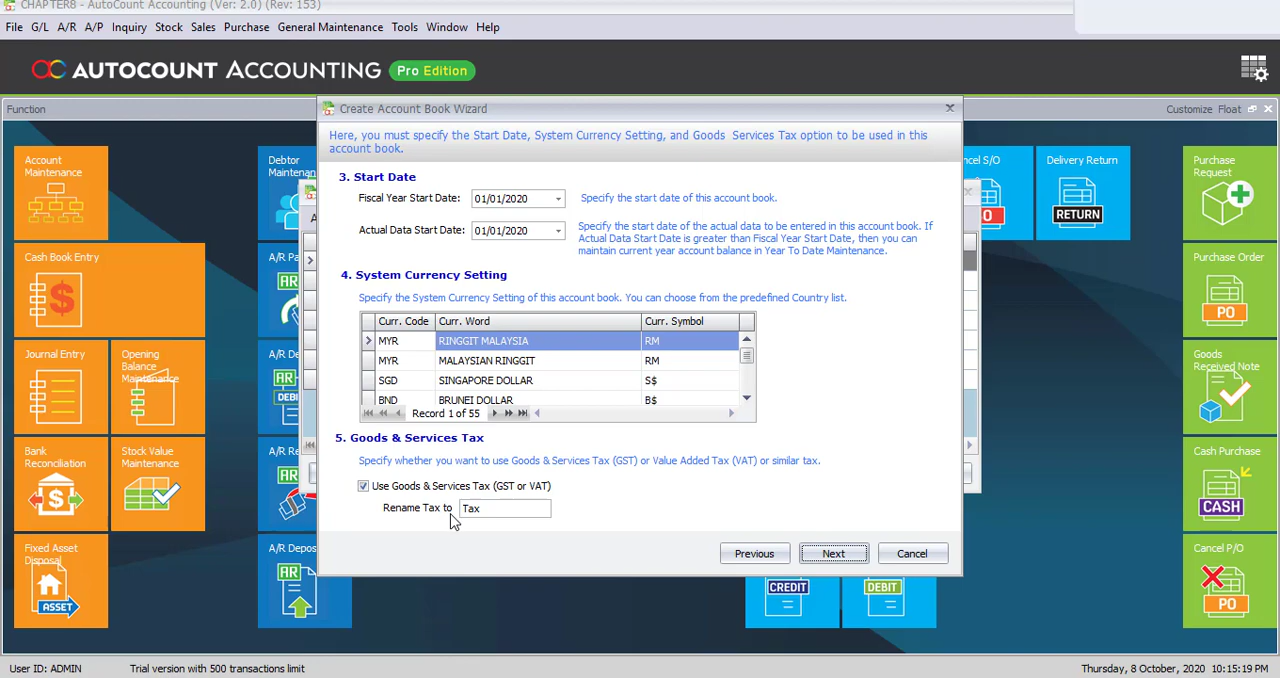 CHAPTER8 - AutoCount Accounting (Ver: 2.0) (Rev: 153)
File G/L A/R A/P Inquiry Stock Sales Purchase General Maintenance Tools Window Help
AUTOCOUNT ACCOUNTING Pro Edition
Function
Customize Float
Account
Maintenance
Cash Book Entry
Journal Entry
Opening
Balance
Maintenance
Bank
Reconciliation
Stock Value
Maintenance
Fixed Asset
Disposal
ASSET
Debtor
Maintenan
A/R Pa
AR
A/R De
AR
DEBI
A/R Re
AR
A/R Depos
AR
Create Account Book Wizard
Here, you must specify the Start Date, System Currency Setting, and Goods Services Tax option to be used in this
account book.
3. Start Date
Fiscal Year Start Date: 01/01/2020 Specify the start date of this account book.
Actual Data Start Date: 01/01/2020
Specify the start date of the actual data to be entered in this account book. If
Actual Data Start Date is greater than Fiscal Year Start Date, then you can
maintain current year account balance in Year To Date Maintenance.
4. System Currency Setting
Specify the System Currency Setting of this account book. You can choose from the predefined Country list.
Curr. Code Curr. Word Curr. Symbol
MYR RINGGIT MALAYSIA RM
MYR MALAYSIAN RINGGIT RM
SGD SINGAPORE DOLLAR S$
BND BRUNEI DOLLAR B$
Record 1 of 55
5. Goods & Services Tax
Specify whether you want to use Goods & Services Tax (GST) or Value Added Tax (VAT) or similar tax.
Use Goods & Services Tax (GST or VAT)
Rename Tax to Tax
Previous Next Cancel
CREDIT
DEBIT
ncel S/O
O
Delivery Return
RETURN
Purchase
Request
Purchase Order
PO
Goods
Received Note
Cash Purchase
CASH
Cancel P/O
PO
User ID: ADMIN
Trial version with 500 transactions limit
Thursday, 8 October, 2020
10:15:19 PM